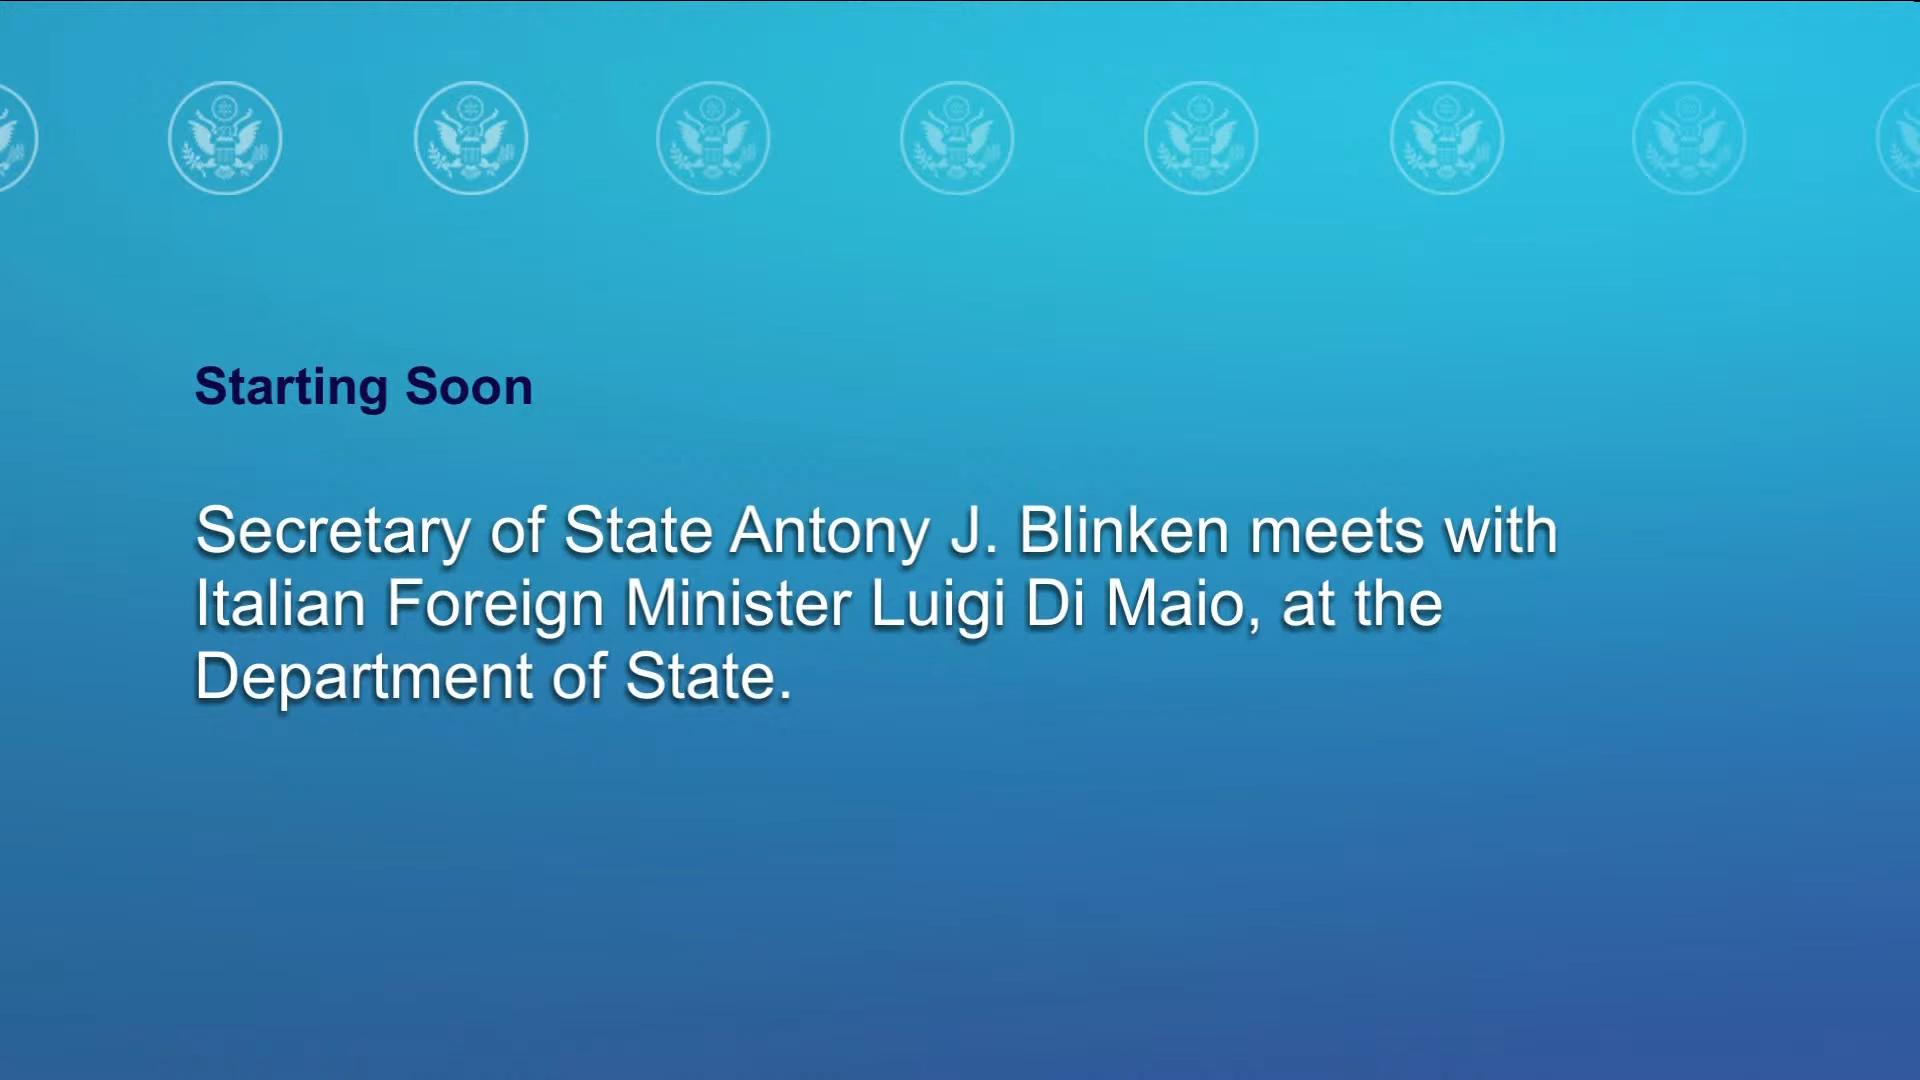 Starting Soon
Secretary of State Antony J. Blinken meets with
Italian Foreign Minister Luigi Di Maio, at the
Department of State.